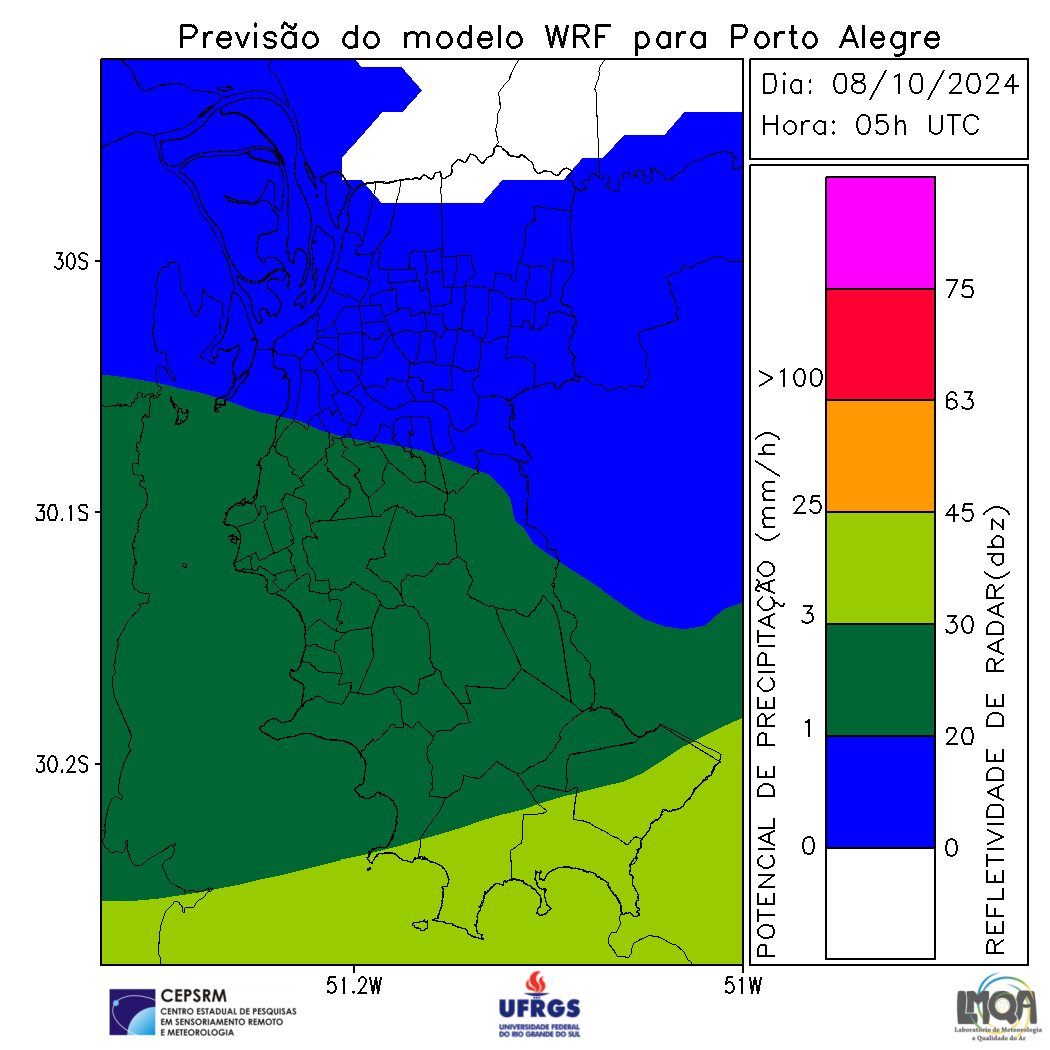 Previsão do modelo WRF para Porto Alegre
Dia: 08/10/2024
Hora: 05h UTC
30S
30.1S
30.2S
51.2W
51W
POTENCIAL DE PRECIPITAÇÃO (mm/h)
>100
25
3
1
0
75
63
45
30
20
0
REFLETIVIDADE DE RADAR(dbz)
CEPSRM
CENTRO ESTADUAL DE PESQUISAS
EM SENSORIAMENTO REMOTO
E METEOROLOGIA
UFRGS
UNIVERSIDADE FEDERAL
DO RIO GRANDE DO SUL
LMQA
Laboratório de Meteorologia
e Qualidade do Ar